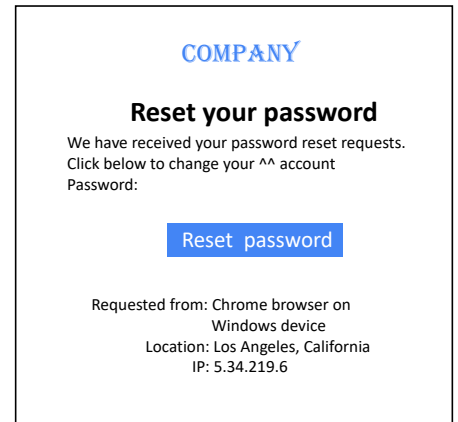 COMPANY
Reset your password
We have received your password reset requests.
Click below to change your ^^ account
Password:
Reset password
Requested from: Chrome browser on
Windows device
Location: Los Angeles, California
IP: 5.34.219.6